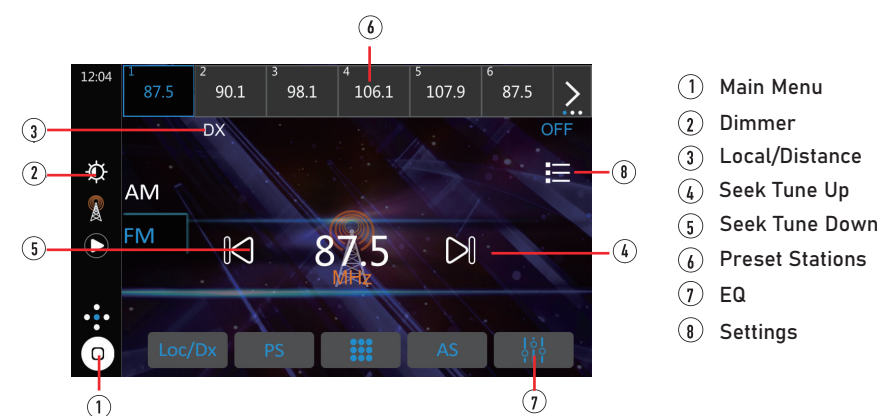 6
12:04
1 2 3 4 5 6
87.5 90.1 98.1 106.1 107.9 87.5
3 DX OFF
2 8
AM
FM
5 87.5 4
MHz
Loc/Dx PS AS
1 7
1 Main Menu
2 Dimmer
3 Local/Distance
4 Seek Tune Up
5 Seek Tune Down
6 Preset Stations
7 EQ
8 Settings